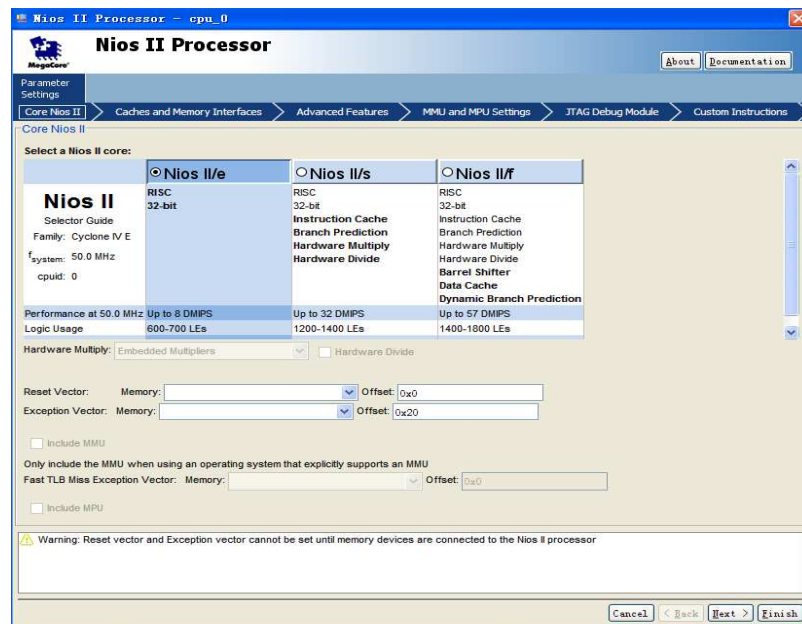 Nios II Processor - cpu_0
MegaCore®
Nios II Processor
About Documentation
Parameter Settings
Core Nios II Caches and Memory Interfaces Advanced Features MMU and MPU Settings JTAG Debug Module Custom Instructions
Core Nios II
Select a Nios II core:
Nios II/e Nios II/s Nios II/f
Nios II
Selector Guide
Family: Cyclone IV E
fsystem: 50.0 MHz
cpuid: 0
RISC
32-bit
RISC
32-bit
Instruction Cache
Branch Prediction
Hardware Multiply
Hardware Divide
RISC
32-bit
Instruction Cache
Branch Prediction
Hardware Multiply
Hardware Divide
Barrel Shifter
Data Cache
Dynamic Branch Prediction
Performance at 50.0 MHz Up to 8 DMIPS Up to 32 DMIPS Up to 57 DMIPS
Logic Usage 600-700 LEs 1200-1400 LEs 1400-1800 LEs
Hardware Multiply: Embedded Multipliers Hardware Divide
Reset Vector: Memory: Offset: 0x0
Exception Vector: Memory: Offset: 0x20
Include MMU
Only include the MMU when using an operating system that explicitly supports an MMU
Fast TLB Miss Exception Vector: Memory: Offset: 0x0
Include MPU
Warning: Reset vector and Exception vector cannot be set until memory devices are connected to the Nios II processor
Cancel < Back Next > Finish